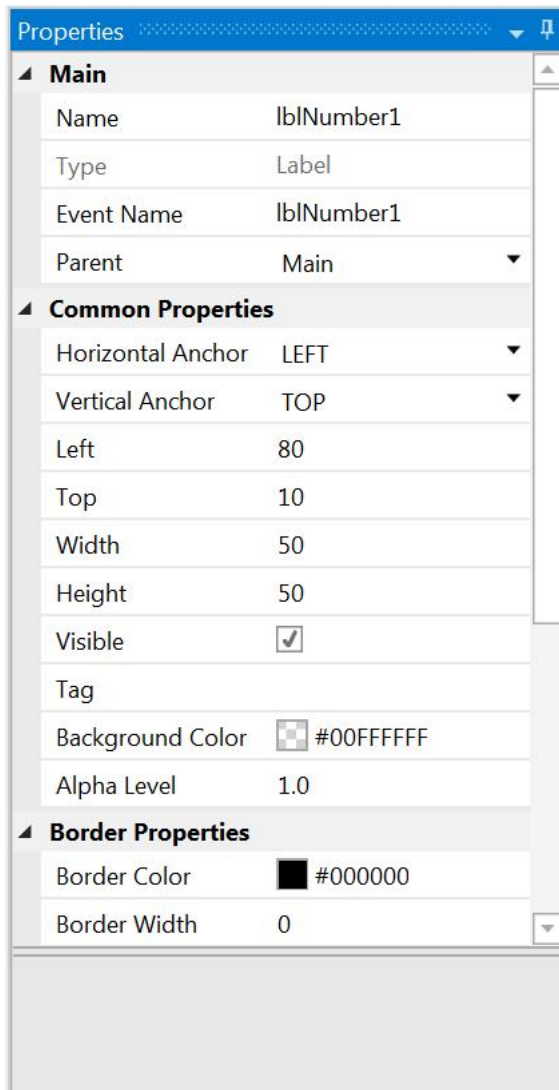 Properties
Main
Name lblNumber1
Type Label
Event Name lblNumber1
Parent Main
Common Properties
Horizontal Anchor LEFT
Vertical Anchor TOP
Left 80
Top 10
Width 50
Height 50
Visible
Tag
Background Color #00FFFFFF
Alpha Level 1.0
Border Properties
Border Color #000000
Border Width 0